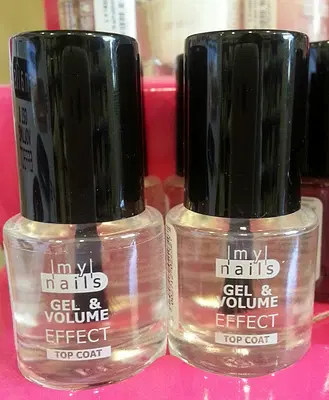 my
nails
GEL &
VOLUME
EFFECT
TOP COAT
my
nails
GEL &
VOLUME
EFFECT
TOP COAT